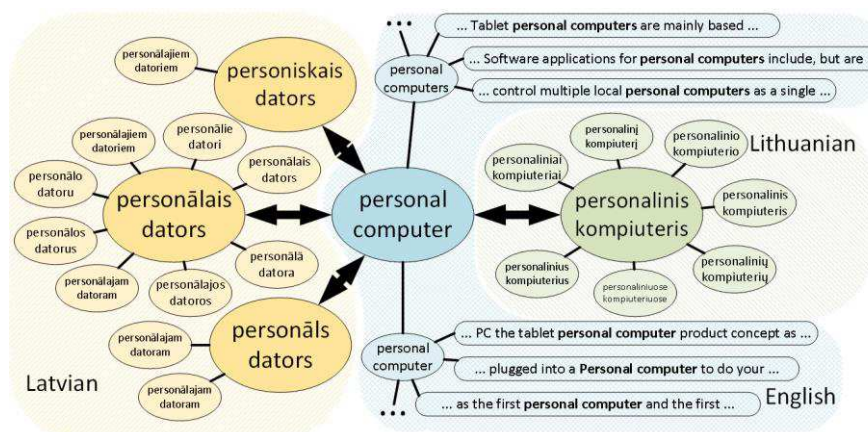 personālajiem
datoriem
personiskais
dators
personālajiem
datoriem
personālie
datori
personālais
dators
personālo
datoru
personālais
dators
personālos
datorus
personālā
datora
personālajam
datoram
personālajos
datoros
personālajam
datoram
personāls
dators
personālajam
datoram
Latvian
...
personal
computers
... Tablet personal computers are mainly based ...
... Software applications for personal computers include, but are
... control multiple local personal computers as a single ...
personal
computer
Lithuanian
personalinį
kompiuterį
personalinio
kompiuterio
personaliniai
kompiuteriai
personalinis
kompiuteris
personalinis
kompiuteris
personalinius
kompiuterius
personalinių
kompiuterių
personaliniuose
kompiuteriuose
personal
computer
... PC the tablet personal computer product concept as ...
... plugged into a Personal computer to do your ...
... as the first personal computer and the first ...
...
English